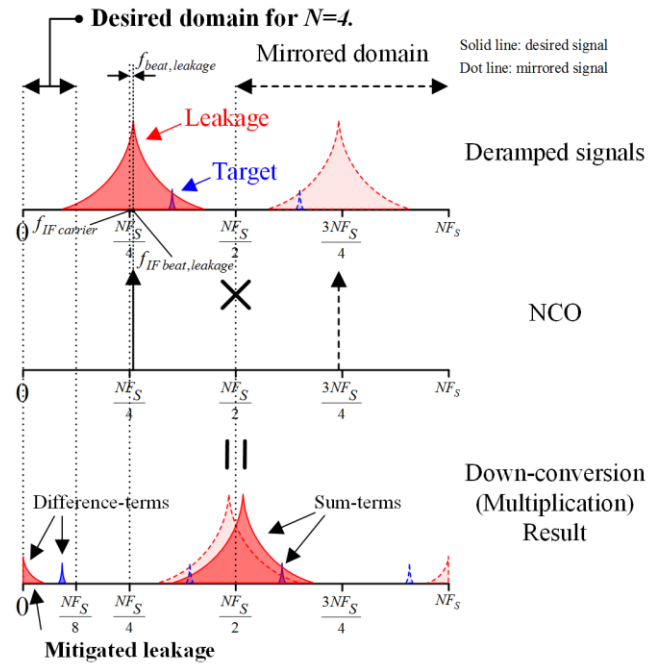 Desired domain for N=4.
f_beat,leakage
Mirrored domain
Solid line: desired signal
Dot line: mirrored signal
Leakage
Target
Deramped signals
0
f_IF carrier
NF_S/4
f_IF beat,leakage
NF_S/2
3NF_S/4
NF_S
NCO
0
NF_S/4
NF_S/2
3NF_S/4
NF_S
Difference-terms
Sum-terms
Down-conversion
(Multiplication)
Result
0
NF_S/8
NF_S/4
NF_S/2
3NF_S/4
NF_S
Mitigated leakage